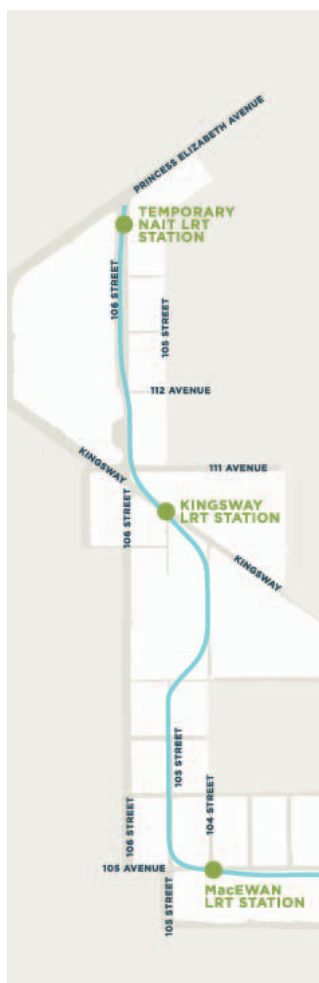 PRINCESS ELIZABETH AVENUE
TEMPORARY
NAIT LRT
STATION
106 STREET
105 STREET
112 AVENUE
KINGSWAY
111 AVENUE
KINGSWAY
LRT STATION
106 STREET
KINGSWAY
105 STREET
104 STREET
106 STREET
105 AVENUE
MacEWAN
LRT STATION
105 STREET